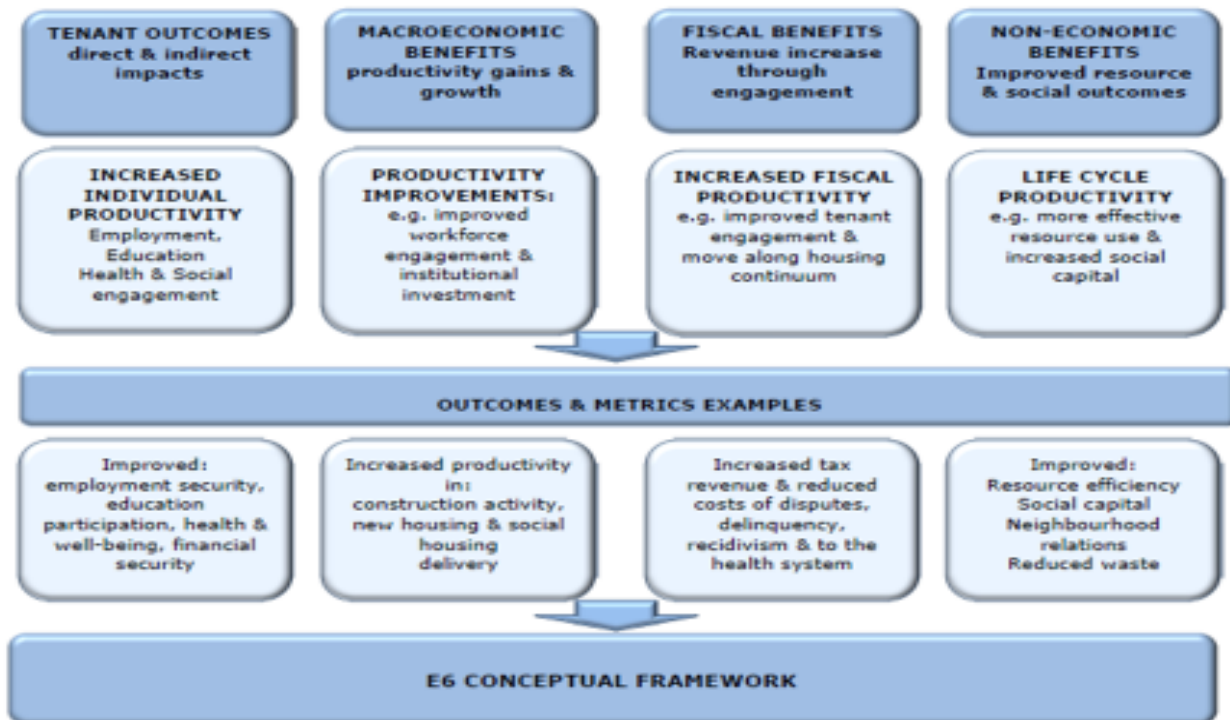 TENANT OUTCOMES
direct & indirect
impacts
MACROECONOMIC
BENEFITS
productivity gains &
growth
FISCAL BENEFITS
Revenue increase
through
engagement
NON-ECONOMIC
BENEFITS
Improved resource
& social outcomes
INCREASED
INDIVIDUAL
PRODUCTIVITY
Employment,
Education
Health & Social
engagement
PRODUCTIVITY
IMPROVEMENTS:
e.g. improved
workforce
engagement &
institutional
investment
INCREASED FISCAL
PRODUCTIVITY
e.g. improved tenant
engagement &
move along housing
continuum
LIFE CYCLE
PRODUCTIVITY
e.g. more effective
resource use &
increased social
capital
OUTCOMES & METRICS EXAMPLES
Improved:
employment security,
education
participation, health &
well-being, financial
security
Increased productivity
in:
construction activity,
new housing & social
housing
delivery
Increased tax
revenue & reduced
costs of disputes,
delinquency,
recidivism & to the
health system
Improved:
Resource efficiency
Social capital
Neighbourhood
relations
Reduced waste
E6 CONCEPTUAL FRAMEWORK